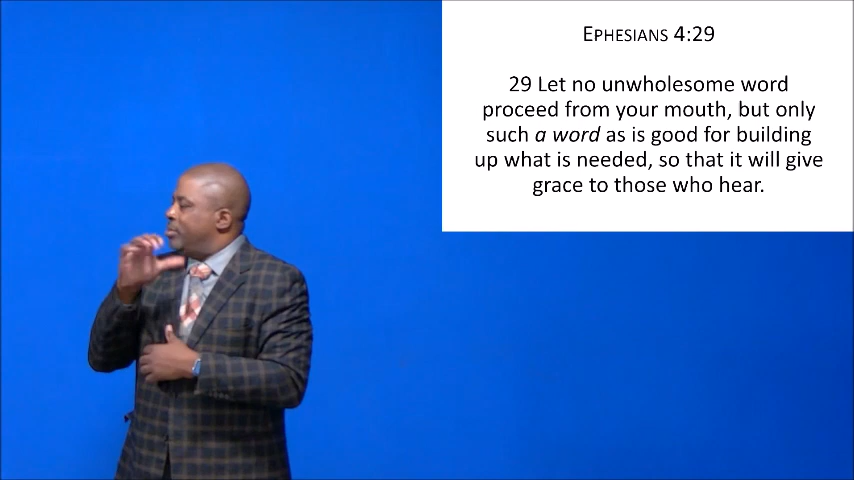 EPHESIANS 4:29
29 Let no unwholesome word
proceed from your mouth, but only
such a word as is good for building
up what is needed, so that it will give
grace to those who hear.